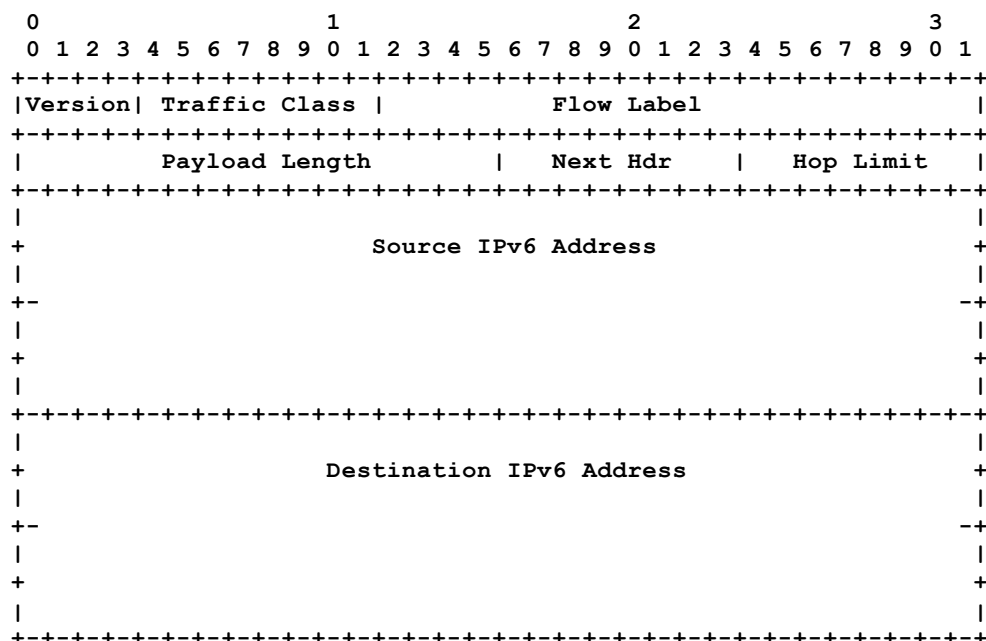 0                   1                   2                   3
 0 1 2 3 4 5 6 7 8 9 0 1 2 3 4 5 6 7 8 9 0 1 2 3 4 5 6 7 8 9 0 1
+-+-+-+-+-+-+-+-+-+-+-+-+-+-+-+-+-+-+-+-+-+-+-+-+-+-+-+-+-+-+-+-+
|Version| Traffic Class |           Flow Label                  |
+-+-+-+-+-+-+-+-+-+-+-+-+-+-+-+-+-+-+-+-+-+-+-+-+-+-+-+-+-+-+-+-+
|         Payload Length        |   Next Hdr    |   Hop Limit   |
+-+-+-+-+-+-+-+-+-+-+-+-+-+-+-+-+-+-+-+-+-+-+-+-+-+-+-+-+-+-+-+-+
|                                                               |
+                       Source IPv6 Address                     +
|                                                               |
+-                                                             -+
|                                                               |
+                                                               +
|                                                               |
+-+-+-+-+-+-+-+-+-+-+-+-+-+-+-+-+-+-+-+-+-+-+-+-+-+-+-+-+-+-+-+-+
|                                                               |
+                    Destination IPv6 Address                   +
|                                                               |
+-                                                             -+
|                                                               |
+                                                               +
|                                                               |
+-+-+-+-+-+-+-+-+-+-+-+-+-+-+-+-+-+-+-+-+-+-+-+-+-+-+-+-+-+-+-+-+